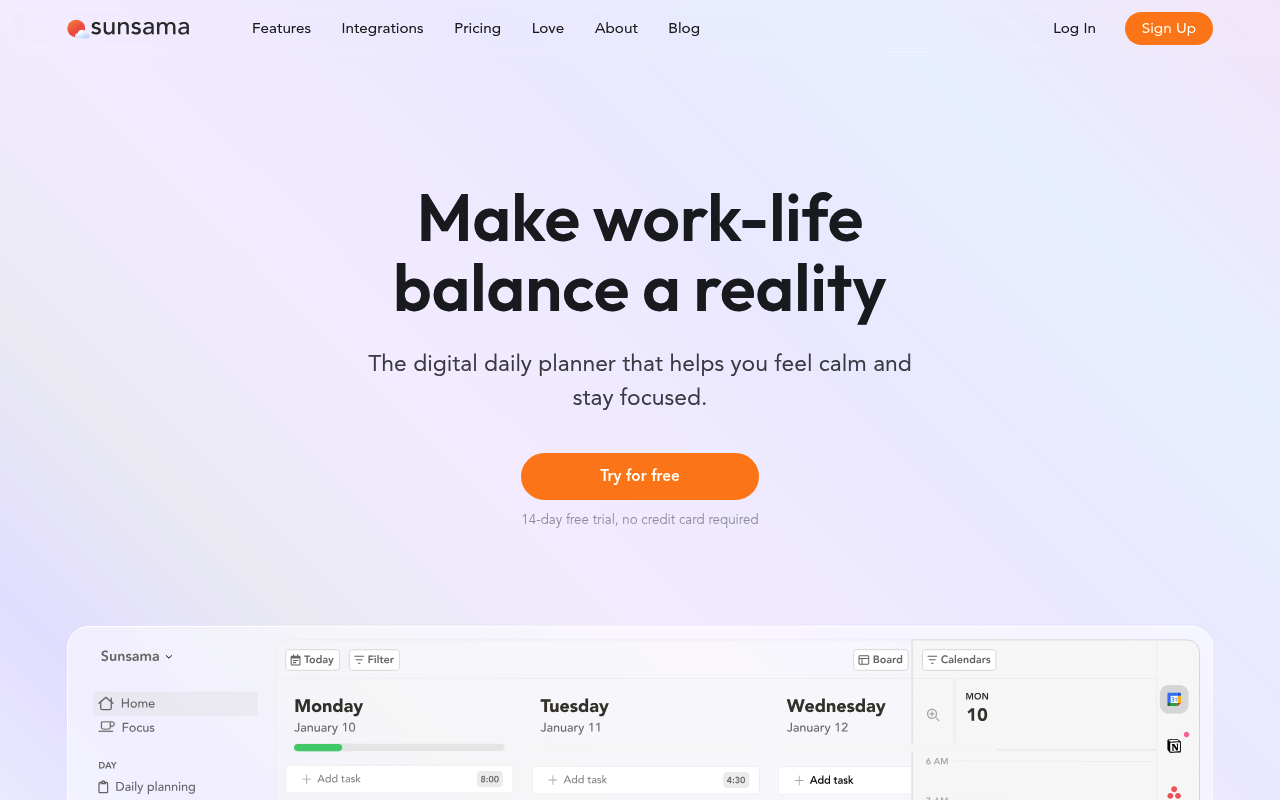 sunsama
Features
Integrations
Pricing
Love
About
Blog
Log In
Sign Up
Make work-life
balance a reality
The digital daily planner that helps you feel calm and
stay focused.
Try for free
14-day free trial, no credit card required
Sunsama
Home
Focus
DAY
Daily planning
Today
Filter
Board
Calendars
Monday
January 10
Add task
8:00
Tuesday
January 11
Add task
4:30
Wednesday
January 12
Add task
MON
10
6 AM